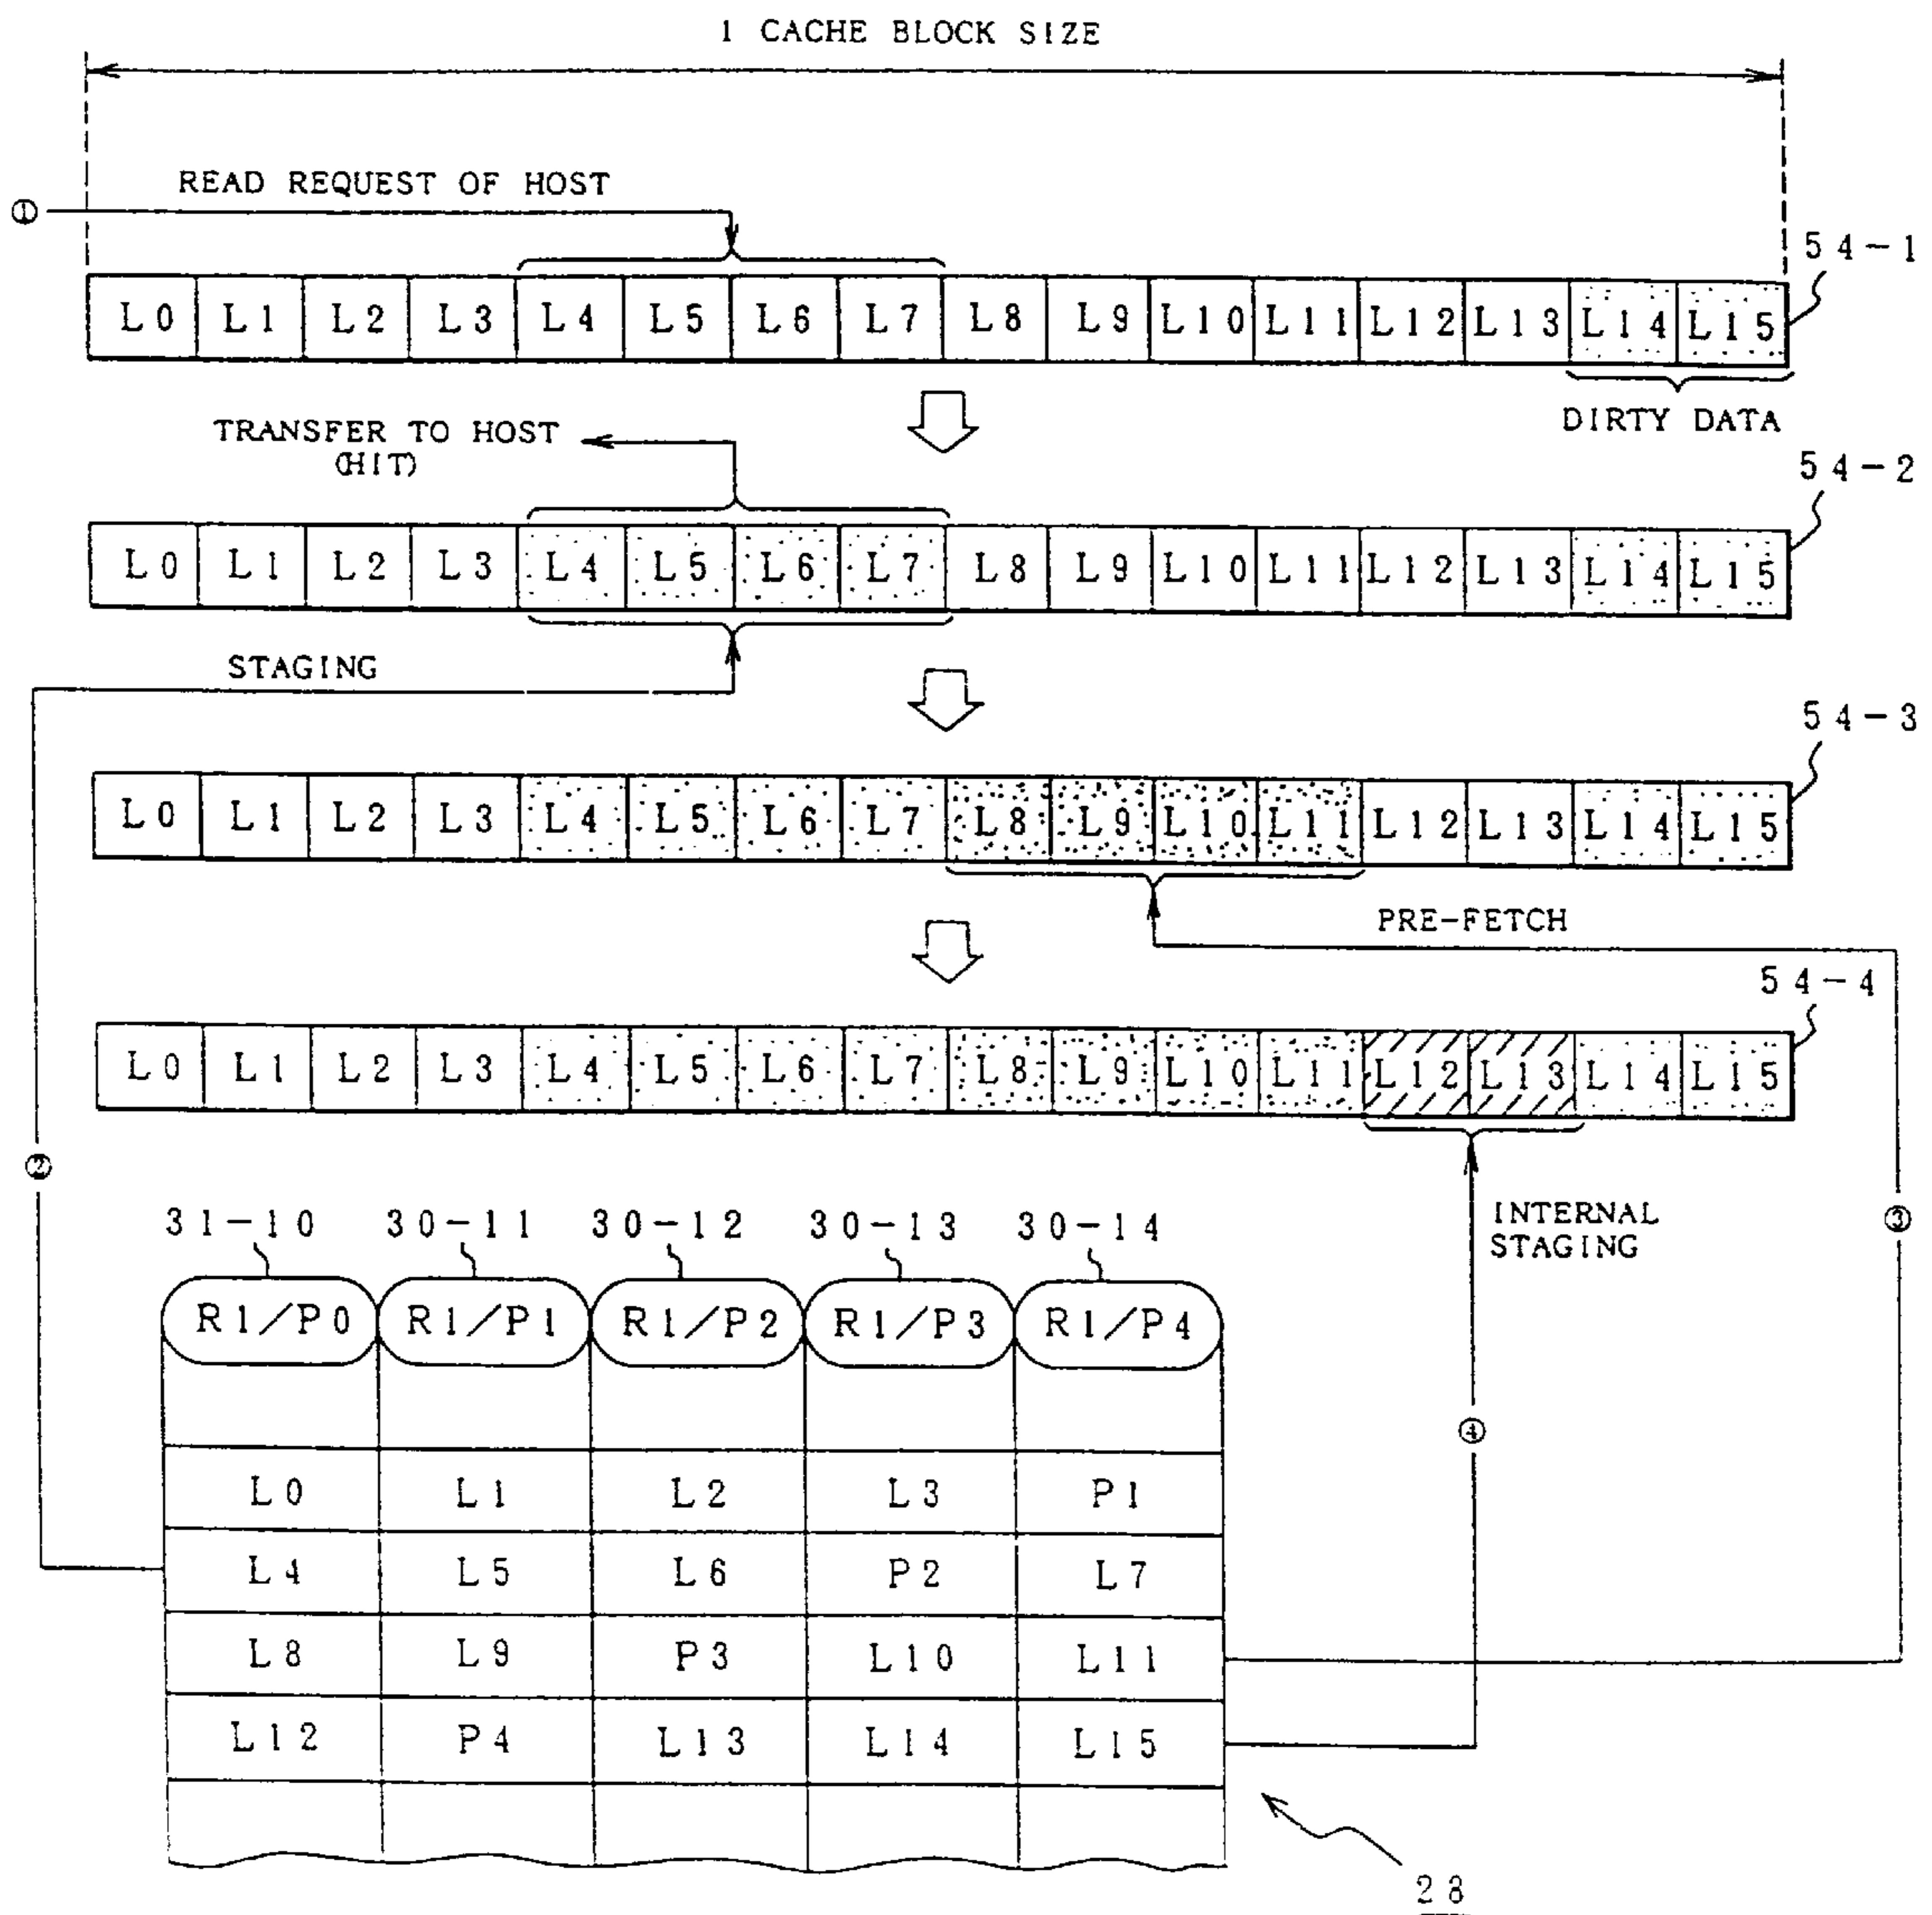 1 CACHE BLOCK SIZE
READ REQUEST OF HOST
①
54-1
L0 L1 L2 L3 L4 L5 L6 L7 L8 L9 L10 L11 L12 L13 L14 L15
DIRTY DATA
TRANSFER TO HOST
(HIT)
54-2
L0 L1 L2 L3 L4 L5 L6 L7 L8 L9 L10 L11 L12 L13 L14 L15
STAGING
54-3
L0 L1 L2 L3 L4 L5 L6 L7 L8 L9 L10 L11 L12 L13 L14 L15
PRE-FETCH
54-4
L0 L1 L2 L3 L4 L5 L6 L7 L8 L9 L10 L11 L12 L13 L14 L15
②
31-10 30-11 30-12 30-13 30-14
INTERNAL
STAGING
③
R1/P0 R1/P1 R1/P2 R1/P3 R1/P4
④
L0 L1 L2 L3 P1
L4 L5 L6 P2 L7
L8 L9 P3 L10 L11
L12 P4 L13 L14 L15
28